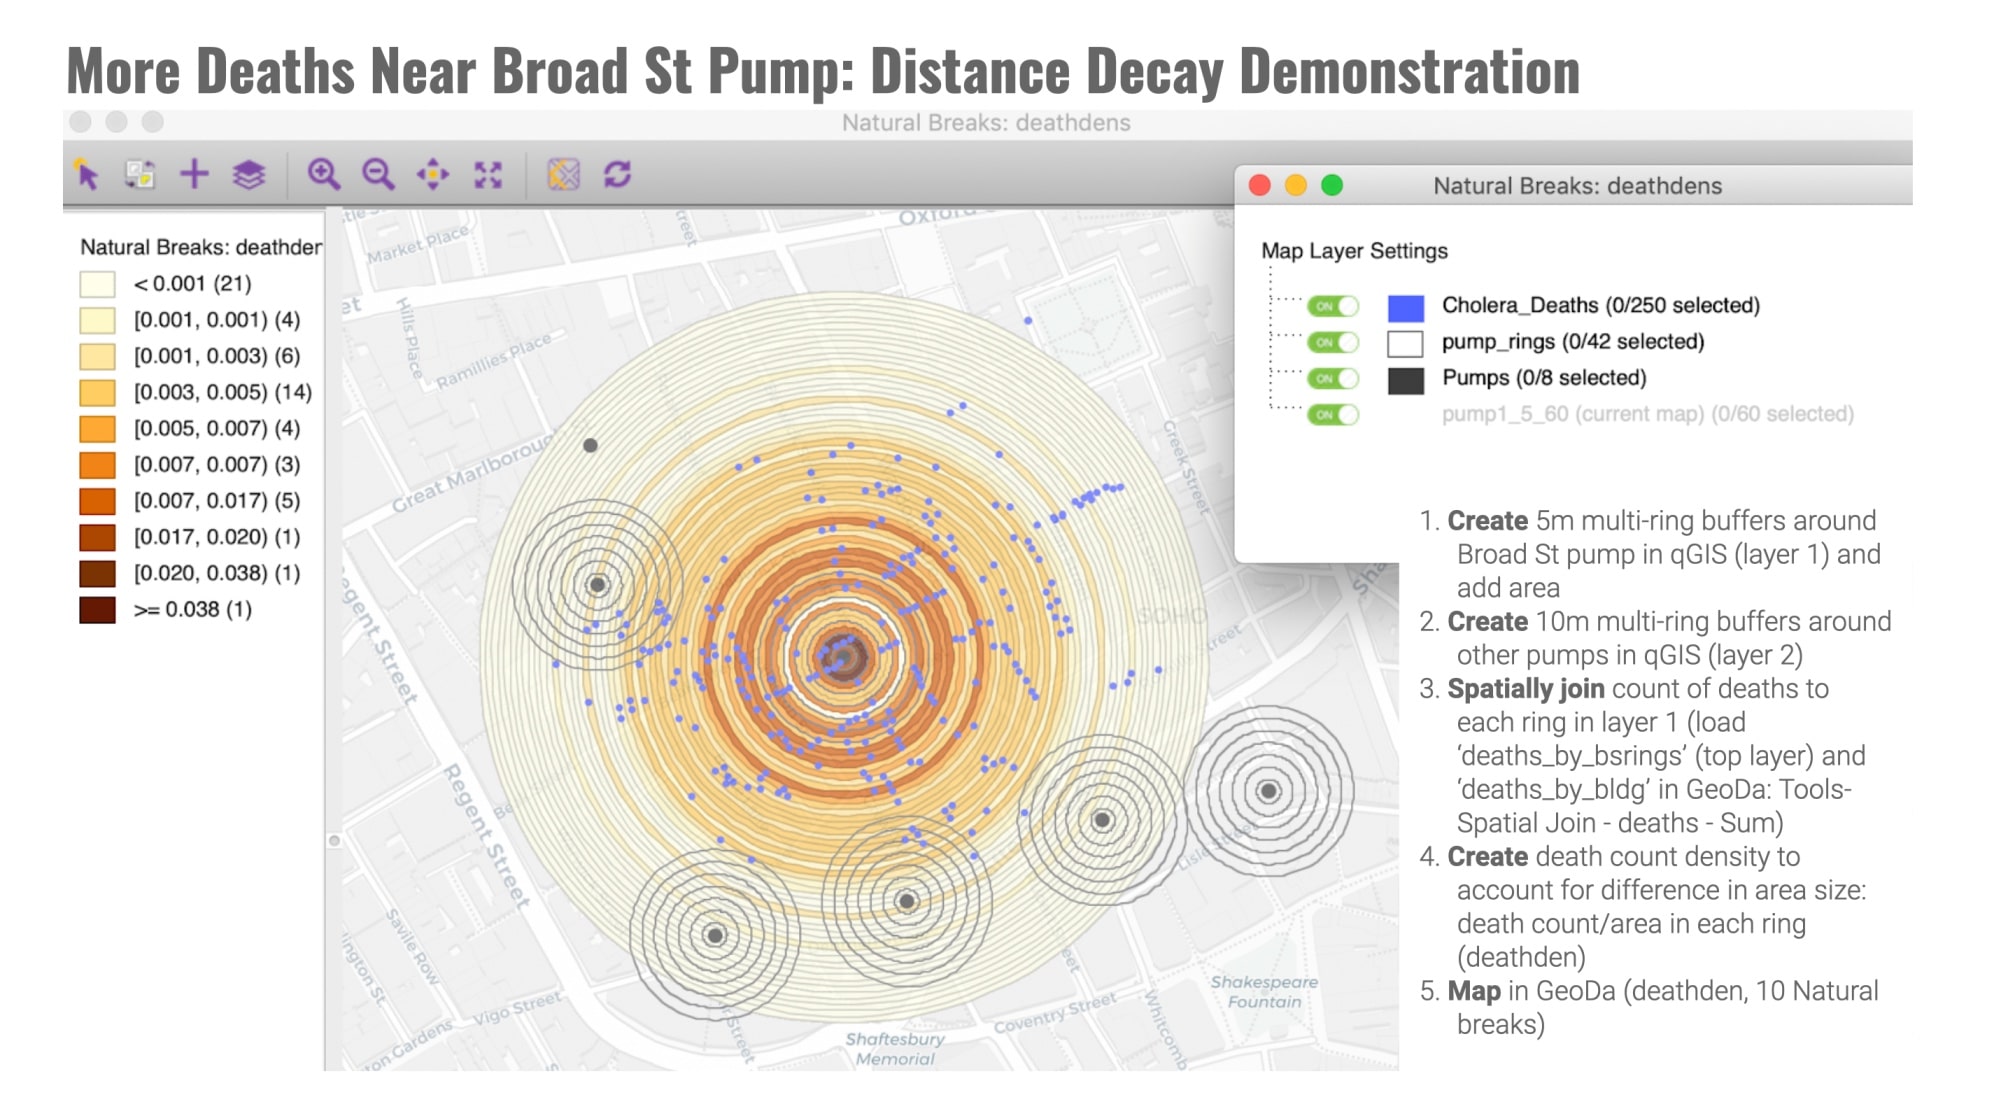 More Deaths Near Broad St Pump: Distance Decay Demonstration
Natural Breaks: deathdens
Natural Breaks: deathdens
Map Layer Settings
ON Cholera_Deaths (0/250 selected)
ON pump_rings (0/42 selected)
ON Pumps (0/8 selected)
ON pump1_5_60 (current map) (0/60 selected)
Natural Breaks: deathder
< 0.001 (21)
[0.001, 0.001) (4)
[0.001, 0.003) (6)
[0.003, 0.005) (14)
[0.005, 0.007) (4)
[0.007, 0.007) (3)
[0.007, 0.017) (5)
[0.017, 0.020) (1)
[0.020, 0.038) (1)
>= 0.038 (1)
Market Place
Hills Place
Ramillies Place
Great Marlborou
Greek Street
SOHO
Regent Street
Regent Street
Lisle Street
Savile Row
Vigo Street
Coventry Street
Whitcomb
Shakespeare
Fountain
Shaftesbury
Memorial
1. Create 5m multi-ring buffers around
Broad St pump in qGIS (layer 1) and
add area
2. Create 10m multi-ring buffers around
other pumps in qGIS (layer 2)
3. Spatially join count of deaths to
each ring in layer 1 (load
‘deaths_by_bsrings’ (top layer) and
‘deaths_by_bldg’ in GeoDa: Tools-
Spatial Join - deaths - Sum)
4. Create death count density to
account for difference in area size:
death count/area in each ring
(deathden)
5. Map in GeoDa (deathden, 10 Natural
breaks)